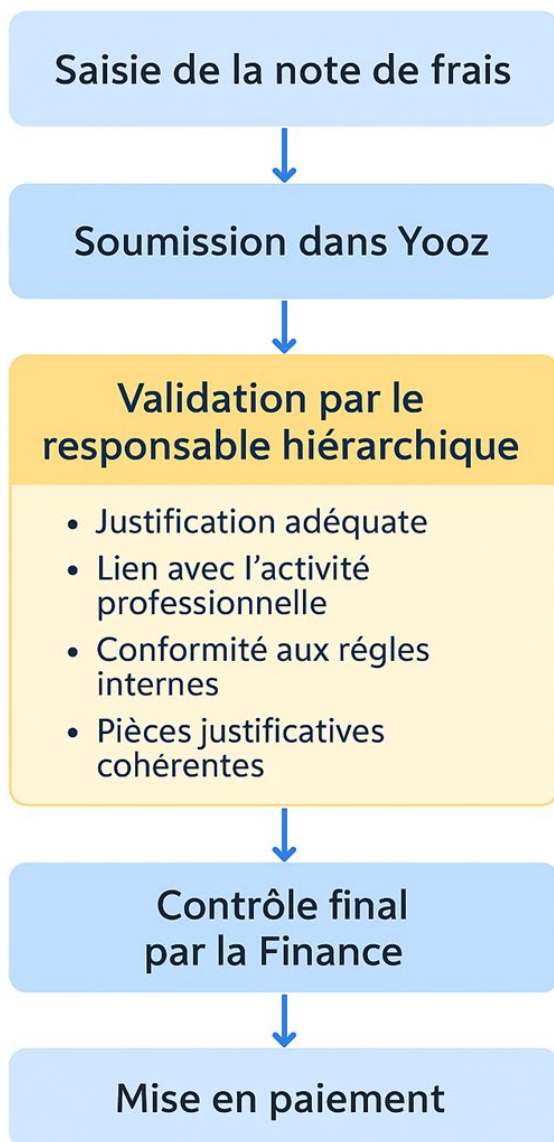 Saisie de la note de frais
Soumission dans Yooz
Validation par le
responsable hiérarchique
• Justification adéquate
• Lien avec l'activité
professionnelle
• Conformité aux régles
internes
• Pièces justificatives
cohérentes
Contrôle final
par la Finance
Mise en paiement